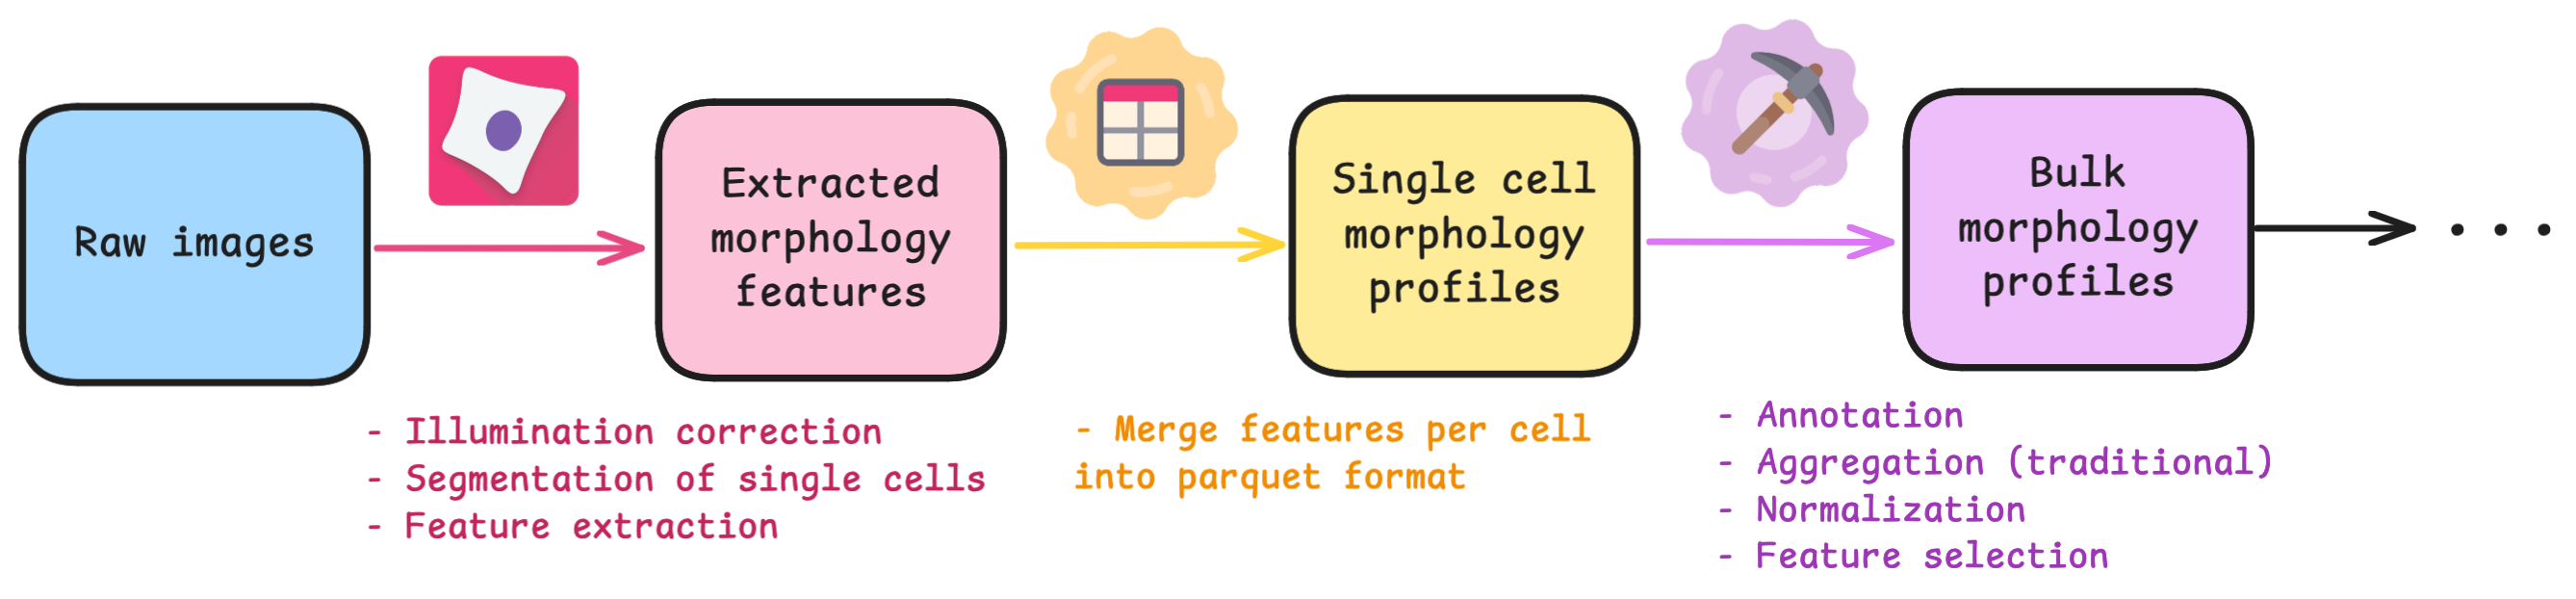 Raw images
Extracted
morphology
features
Single cell
morphology
profiles
Bulk
morphology
profiles
...
- Illumination correction
- Segmentation of single cells
- Feature extraction
- Merge features per cell
into parquet format
- Annotation
- Aggregation (traditional)
- Normalization
- Feature selection